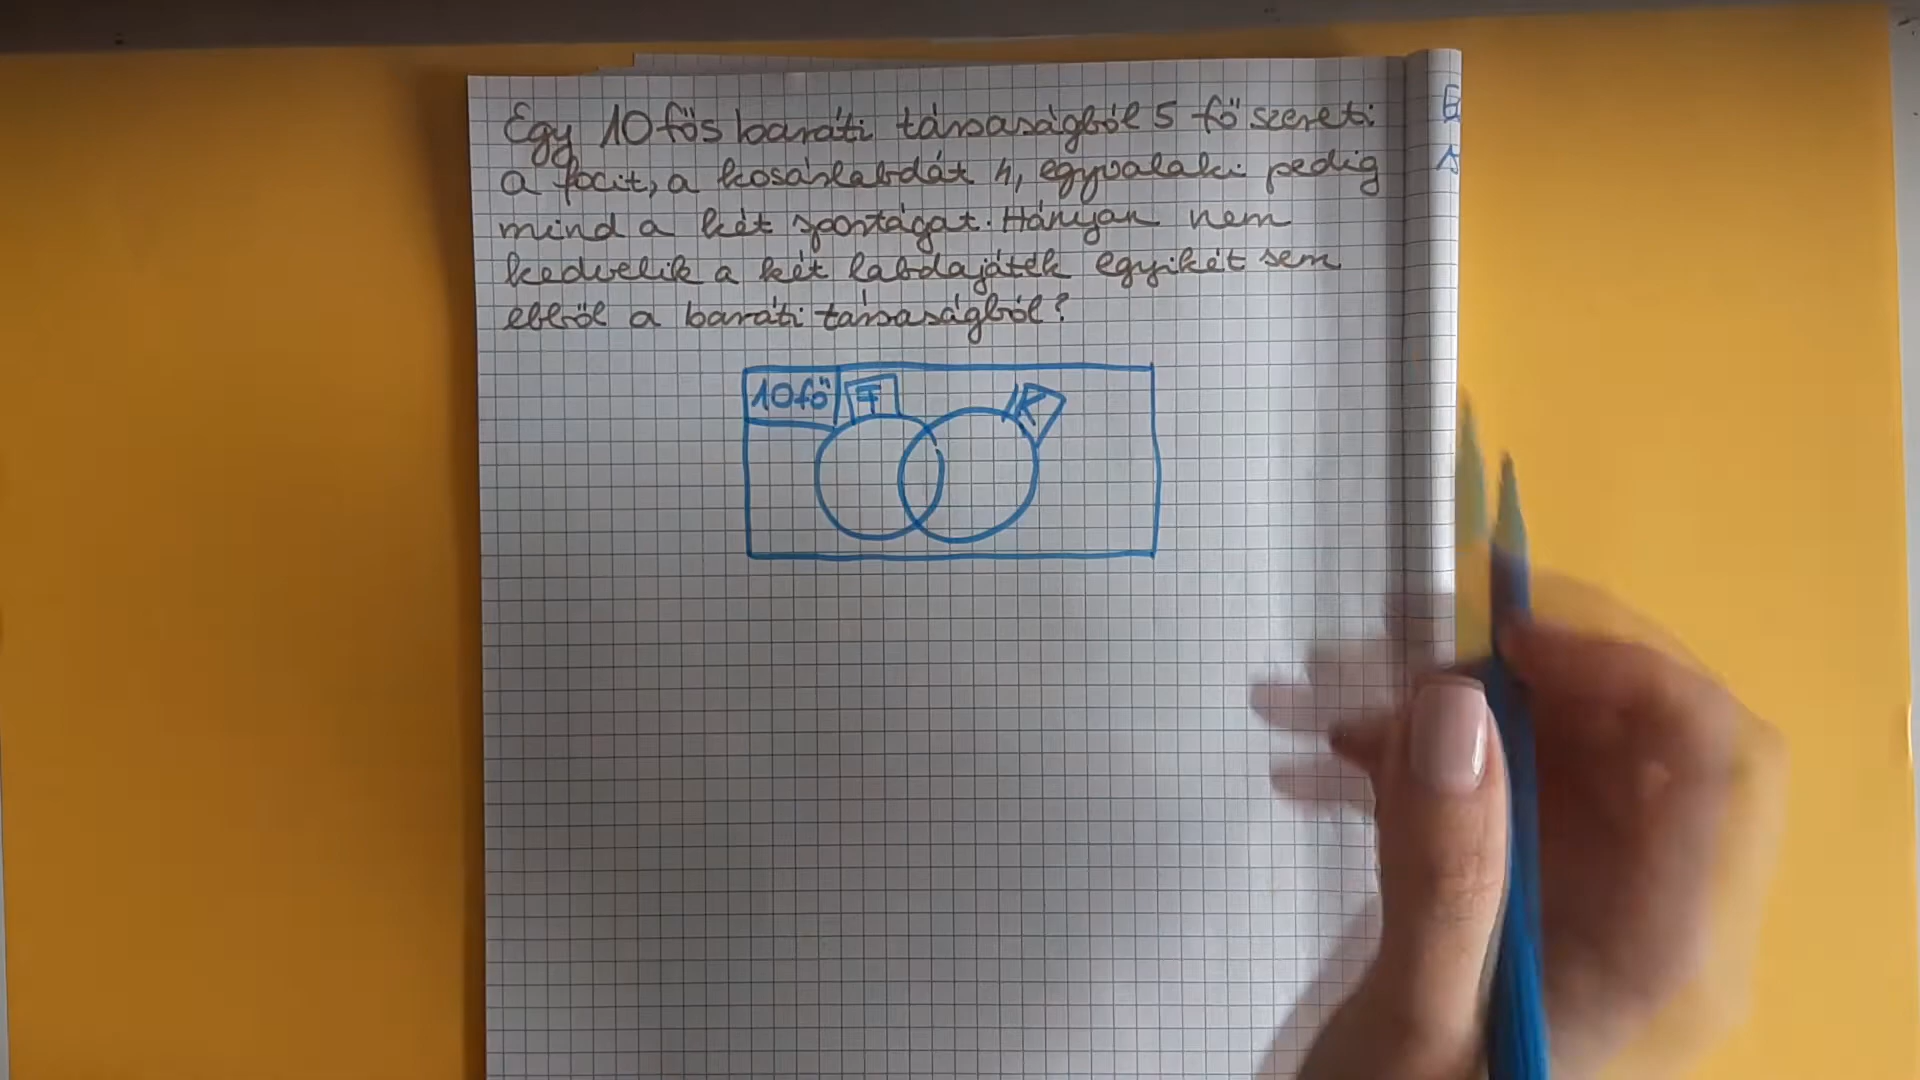 Egy 10 fős baráti társaságból 5 fő szereti
a focit, a kosárlabdát 4, egyvalaki pedig
mind a két sportágat. Hányan nem
kedvelik a két labdajáték egyikét sem
ebből a baráti társaságból?
10 fő F K